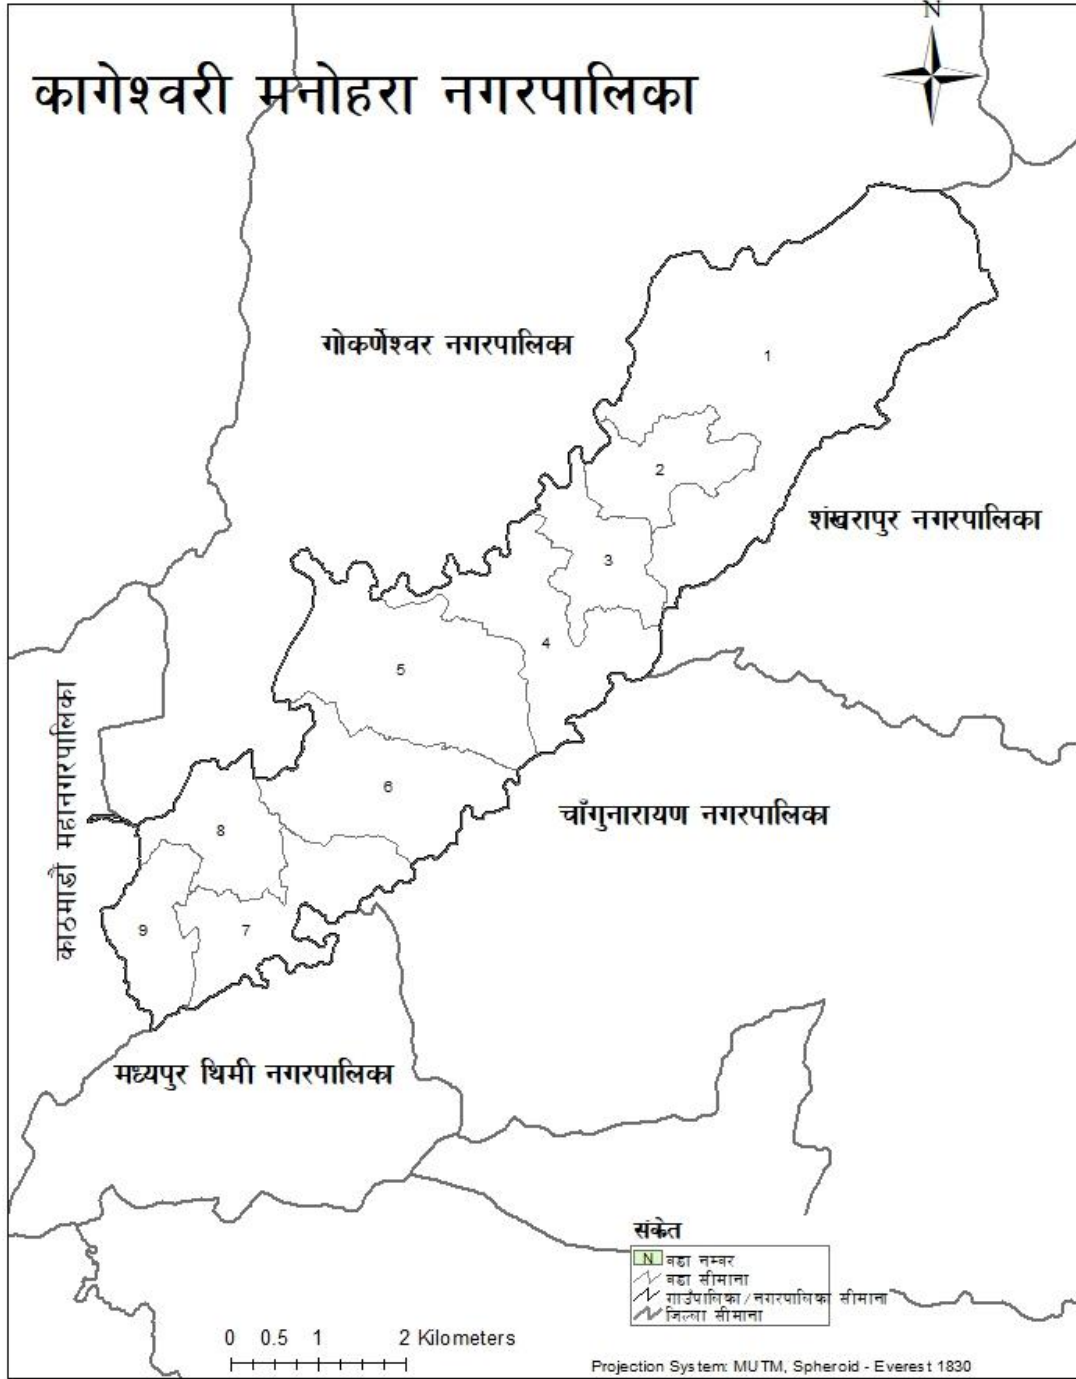 N
कागेश्वरी मनोहरा नगरपालिका
गोकर्णेश्वर नगरपालिका
1
2
शंखरापुर नगरपालिका
3
4
5
काठमाडौं महानगरपालिका
6
चाँगुनारायण नगरपालिका
8
9
7
मध्यपुर थिमी नगरपालिका
संकेत
N वडा नम्बर
वडा सीमाना
गाउँपालिका/नगरपालिका सीमाना
जिल्ला सीमाना
0 0.5 1 2 Kilometers
Projection System: MUTM, Spheroid - Everest 1830